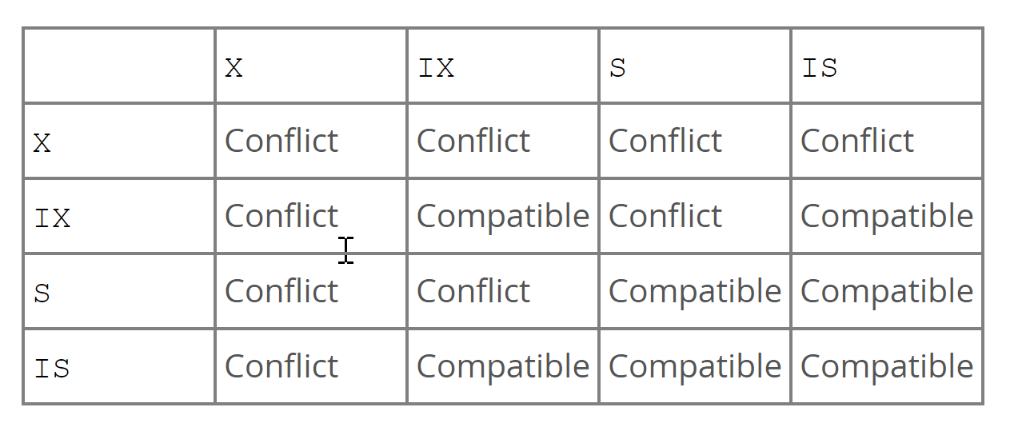 X IX S IS
X Conflict Conflict Conflict Conflict
IX Conflict Compatible Conflict Compatible
S Conflict Conflict Compatible Compatible
IS Conflict Compatible Compatible Compatible